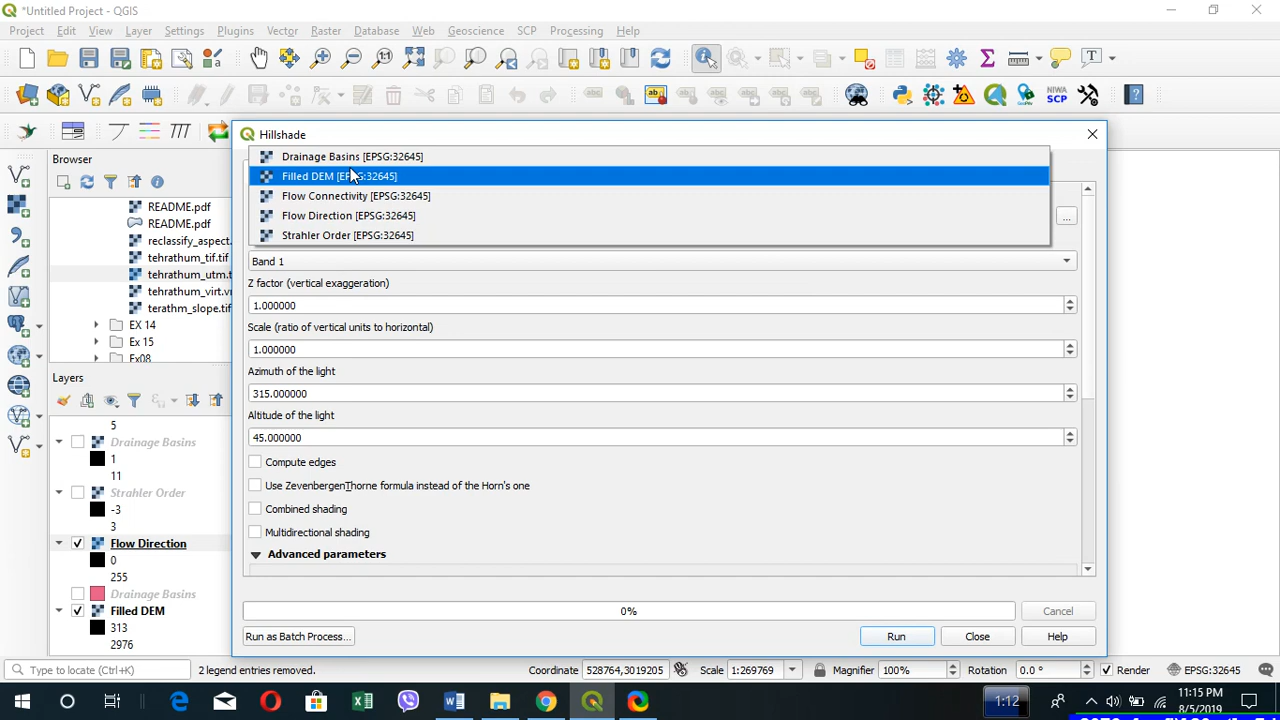 *Untitled Project - QGIS
Project Edit View Layer Settings Plugins Vector Raster Database Web Geoscience SCP Processing Help
NIWA
SCP
Browser
README.pdf
README.pdf
reclassify_aspect.
tehrathum_tif.tif
tehrathum_utm.t
tehrathum_virt.vr
terathm_slope.tif
EX 14
Ex 15
Ex08
Layers
5
Drainage Basins
1
11
Strahler Order
-3
3
Flow Direction
0
255
Drainage Basins
Filled DEM
313
2976
Hillshade
Drainage Basins [EPSG:32645]
Filled DEM [EPSG:32645]
Flow Connectivity [EPSG:32645]
Flow Direction [EPSG:32645]
Strahler Order [EPSG:32645]
...
Band 1
Z factor (vertical exaggeration)
1.000000
Scale (ratio of vertical units to horizontal)
1.000000
Azimuth of the light
315.000000
Altitude of the light
45.000000
Compute edges
Use ZevenbergenThorne formula instead of the Horn's one
Combined shading
Multidirectional shading
Advanced parameters
0%
Cancel
Run as Batch Process...
Run
Close
Help
Type to locate (Ctrl+K)
2 legend entries removed.
Coordinate 528764,3019205
Scale 1:269769
Magnifier 100%
Rotation 0.0 °
Render
EPSG:32645
1:12
11:15 PM
8/5/2019